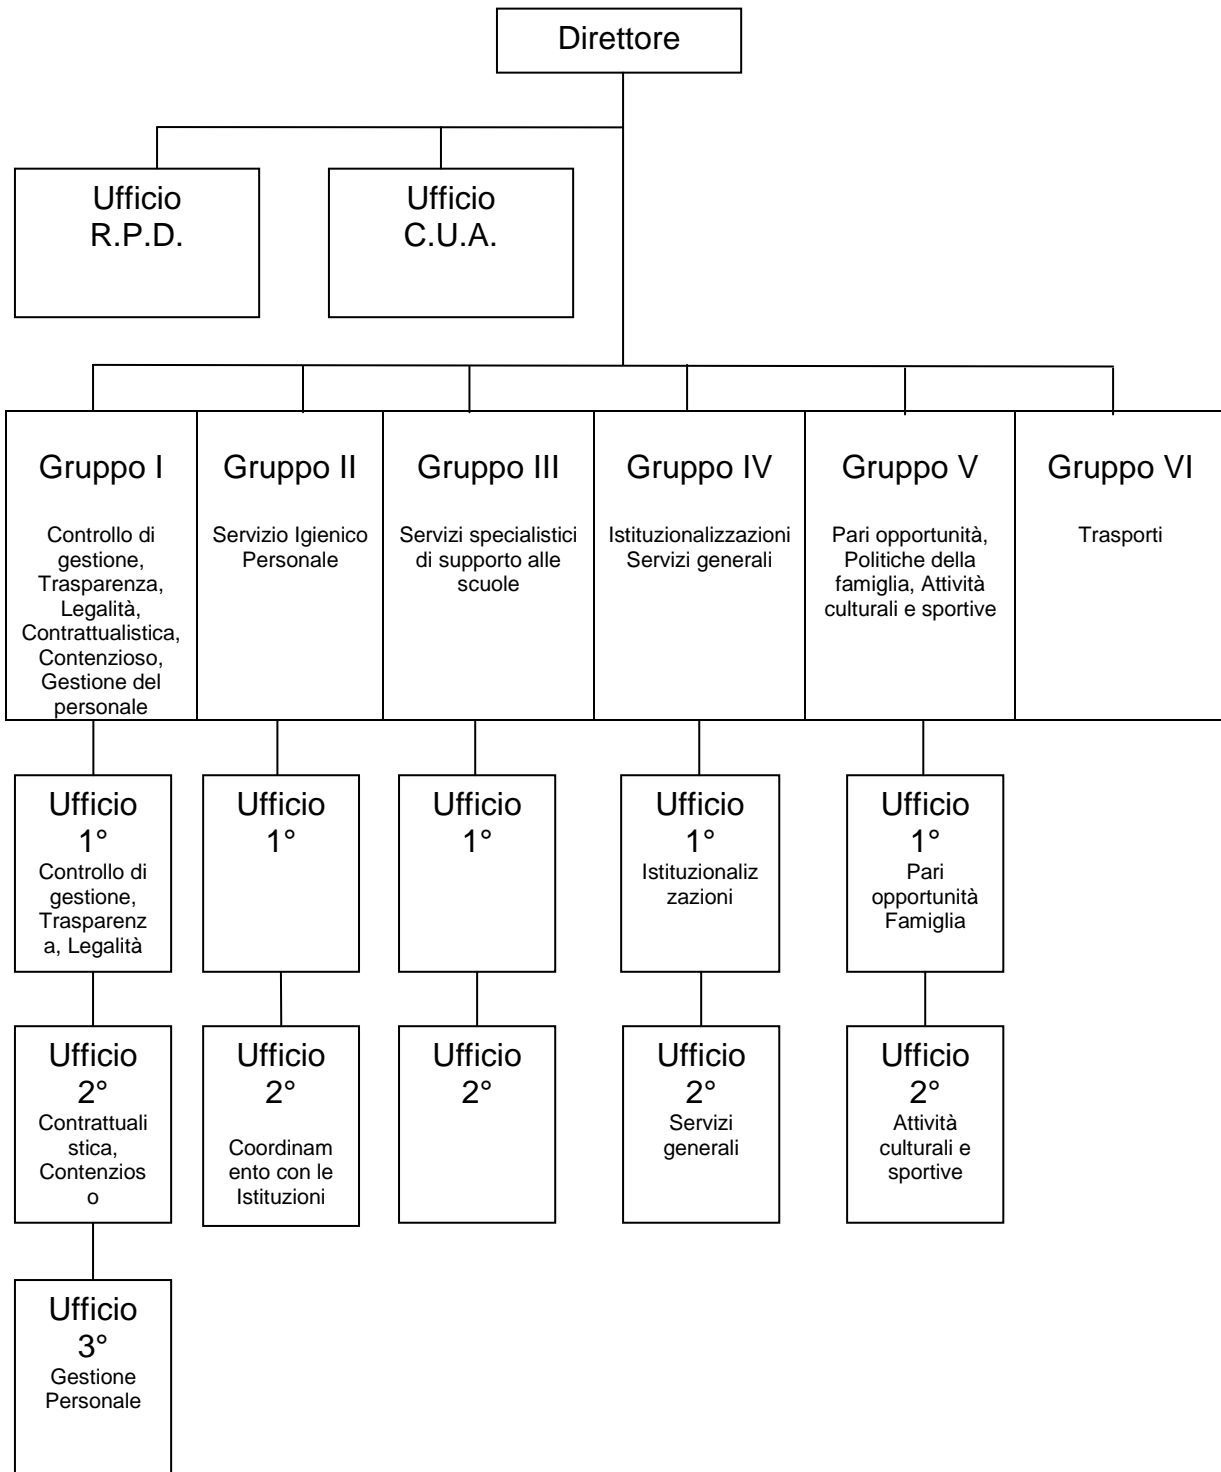 Direttore
Ufficio
R.P.D.
Ufficio
C.U.A.
Gruppo I
Controllo di
gestione,
Trasparenza,
Legalità,
Contrattualistica,
Contenzioso,
Gestione del
personale
Gruppo II
Servizio Igienico
Personale
Gruppo III
Servizi specialistici
di supporto alle
scuole
Gruppo IV
Istituzionalizzazioni
Servizi generali
Gruppo V
Pari opportunità,
Politiche della
famiglia, Attività
culturali e sportive
Gruppo VI
Trasporti
Ufficio
1°
Controllo di
gestione,
Trasparenz
a, Legalità
Ufficio
1°
Ufficio
1°
Ufficio
1°
Istituzionaliz
zazioni
Ufficio
1°
Pari
opportunità
Famiglia
Ufficio
2°
Contrattuali
stica,
Contenzios
o
Ufficio
2°
Coordinam
ento con le
Istituzioni
Ufficio
2°
Ufficio
2°
Servizi
generali
Ufficio
2°
Attività
culturali e
sportive
Ufficio
3°
Gestione
Personale